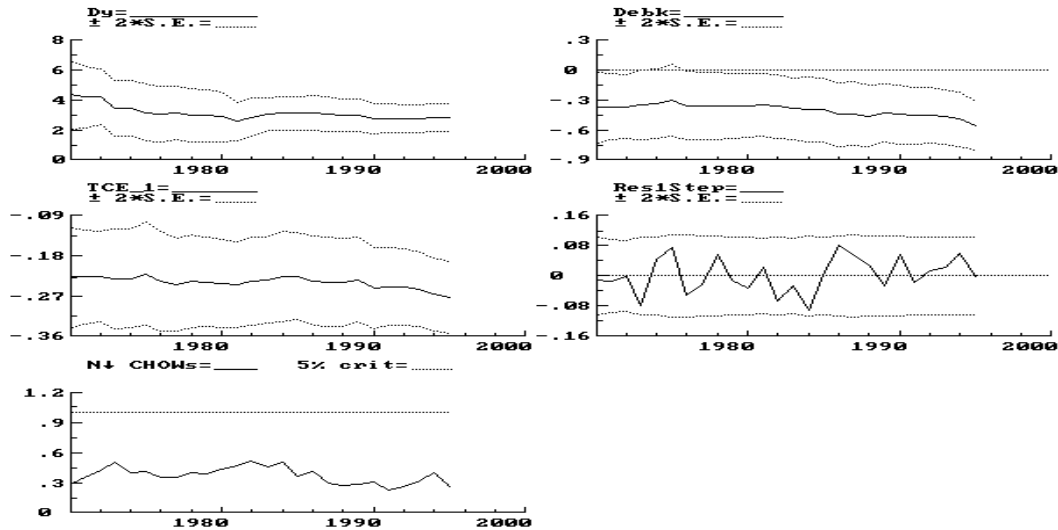 Dy=
± 2*S.E.=
8
6
4
2
0
1980 1990 2000
Debk=
± 2*S.E.=
.3
0
-.3
-.6
-.9
1980 1990 2000
TCE_1=
± 2*S.E.=
-.09
-.18
-.27
-.36
1980 1990 2000
Res1Step=
± 2*S.E.=
.16
.08
0
-.08
-.16
1980 1990 2000
N↓ CHOWs= 5% crit=
1.2
.9
.6
.3
0
1980 1990 2000